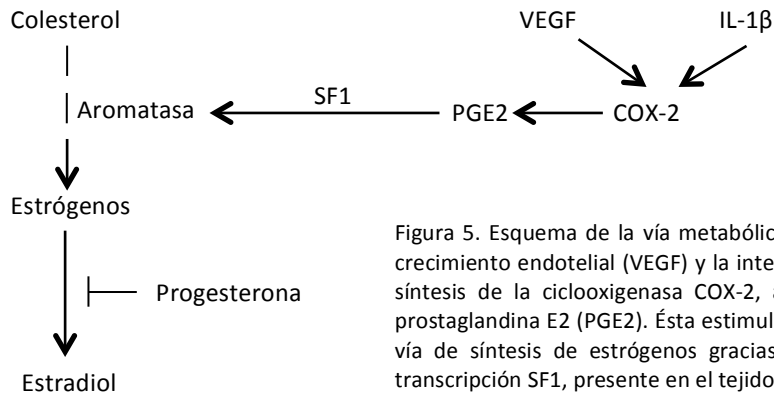 Colesterol
VEGF
IL-1β
Aromatasa
SF1
PGE2
COX-2
Estrógenos
Progesterona
Estradiol
Figura 5. Esquema de la vía metabólic
crecimiento endotelial (VEGF) y la inte
síntesis de la ciclooxigenasa COX-2, a
prostaglandina E2 (PGE2). Ésta estimul
vía de síntesis de estrógenos gracias
transcripción SF1, presente en el tejido